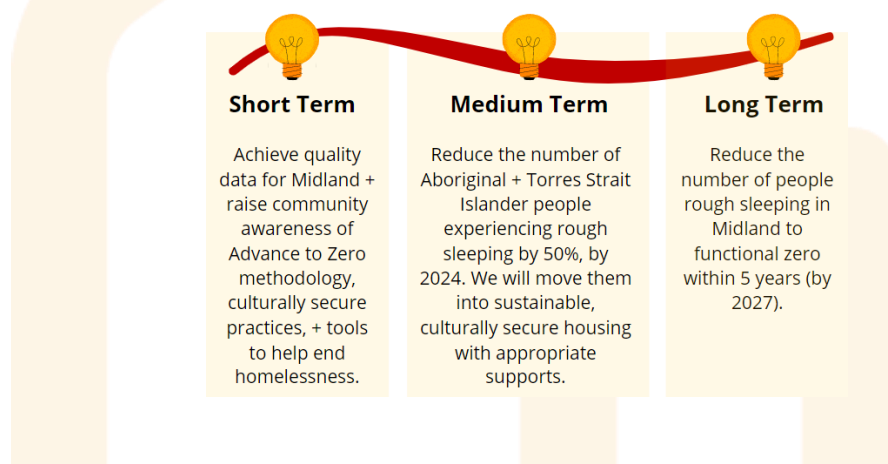 Short Term
Achieve quality
data for Midland +
raise community
awareness of
Advance to Zero
methodology,
culturally secure
practices, + tools
to help end
homelessness.
Medium Term
Reduce the number of
Aboriginal + Torres Strait
Islander people
experiencing rough
sleeping by 50%, by
2024. We will move them
into sustainable,
culturally secure housing
with appropriate
supports.
Long Term
Reduce the
number of people
rough sleeping in
Midland to
functional zero
within 5 years (by
2027).